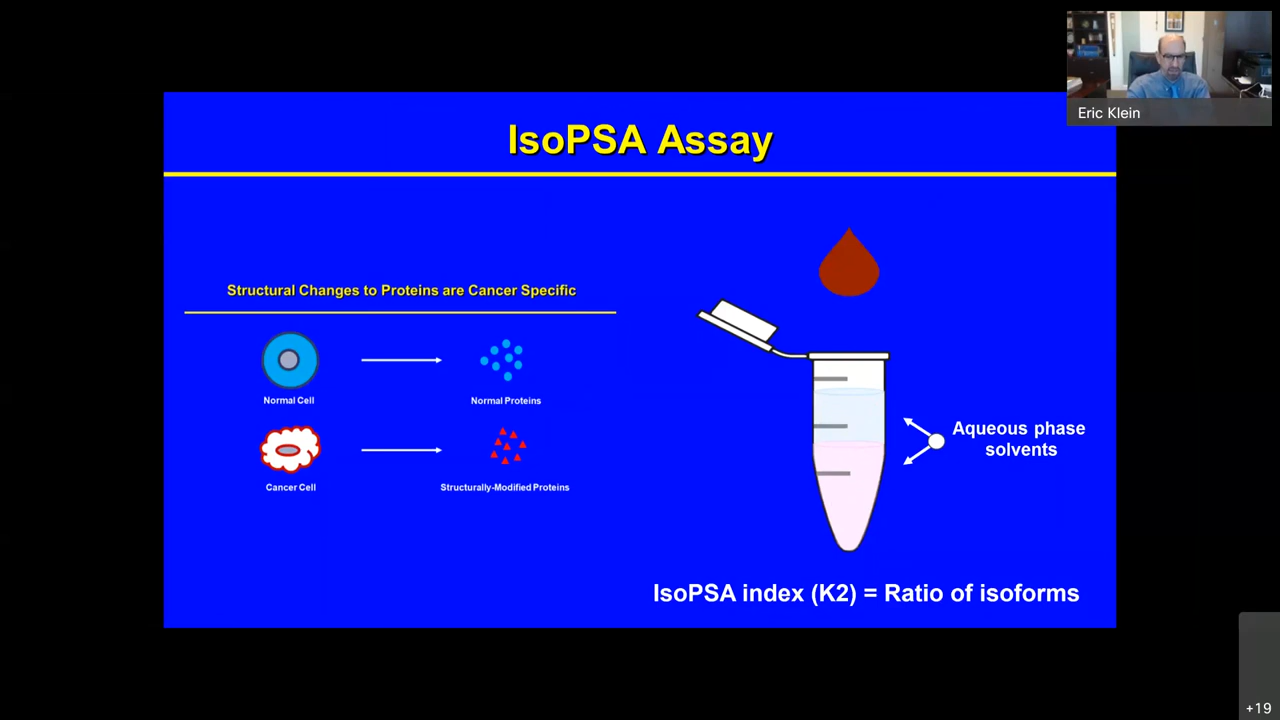 Eric Klein
IsoPSA Assay
Structural Changes to Proteins are Cancer Specific
Normal Cell
Normal Proteins
Cancer Cell
Structurally-Modified Proteins
Aqueous phase
solvents
IsoPSA index (K2) = Ratio of isoforms
+19